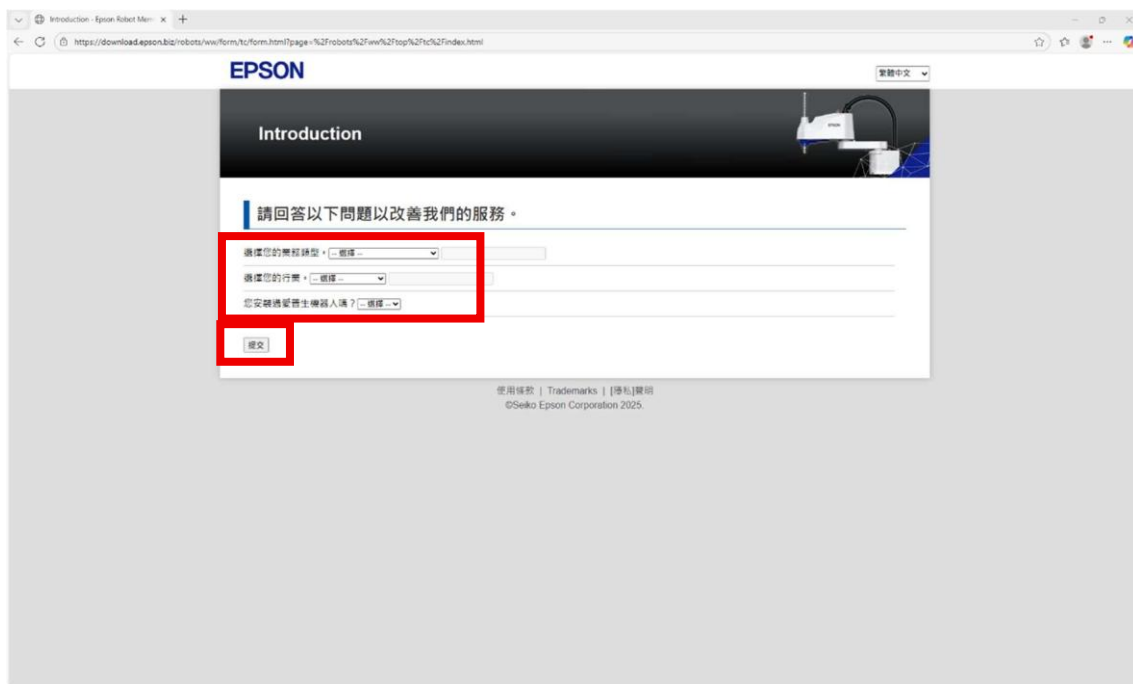 Introduction - Epson Robot Mem
https://download.epson.biz/robots/ww/form/tc/form.html?page=%2Frobots%2Fww%2Ftop%2Ftc%2Findex.html
EPSON
繁體中文
Introduction
EPSON
請回答以下問題以改善我們的服務。
選擇您的業務類型。 -- 選擇 --
選擇您的行業。 -- 選擇 --
您安裝過愛普生機器人嗎？ -- 選擇 --
提交
使用條款 | Trademarks | [隱私]聲明
©Seiko Epson Corporation 2025.